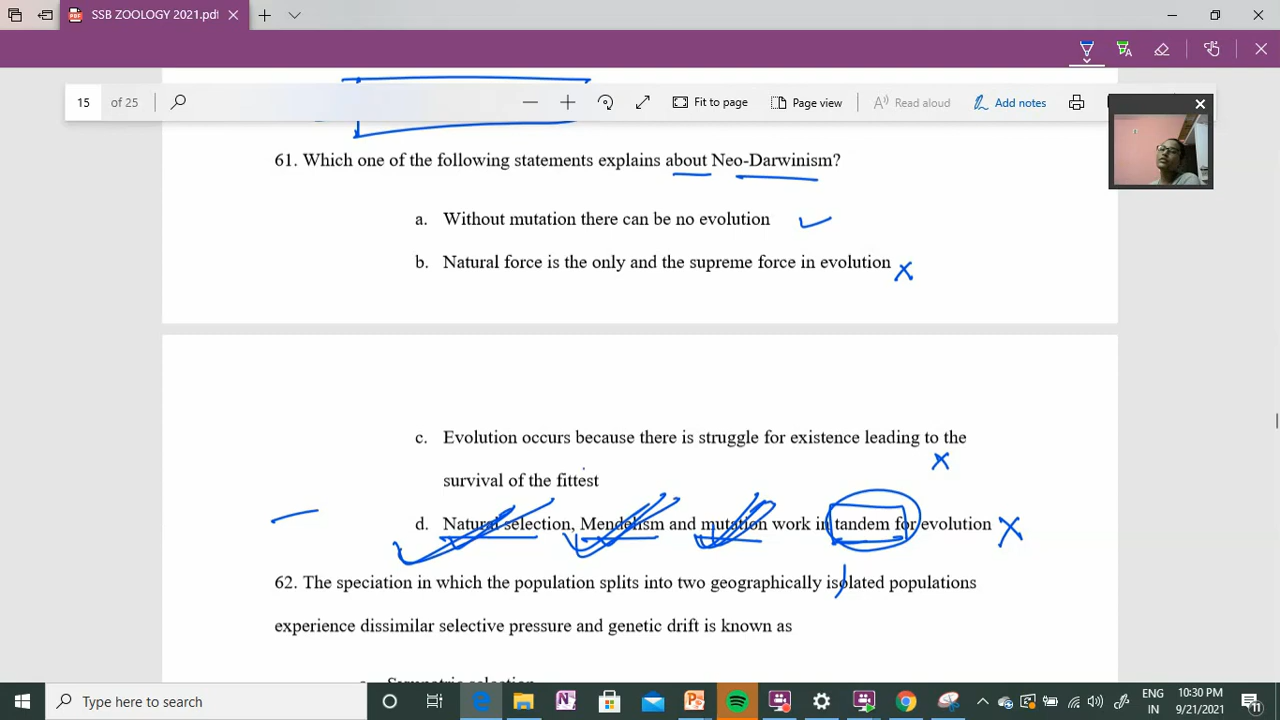 SSB ZOOLOGY 2021.pdf
15 of 25
Fit to page
Page view
Read aloud
Add notes
61. Which one of the following statements explains about Neo-Darwinism?
a. Without mutation there can be no evolution
b. Natural force is the only and the supreme force in evolution
c. Evolution occurs because there is struggle for existence leading to the
survival of the fittest
d. Natural selection, Mendelism and mutation work in tandem for evolution
62. The speciation in which the population splits into two geographically isolated populations
experience dissimilar selective pressure and genetic drift is known as
Type here to search
ENG
IN
10:30 PM
9/21/2021
11